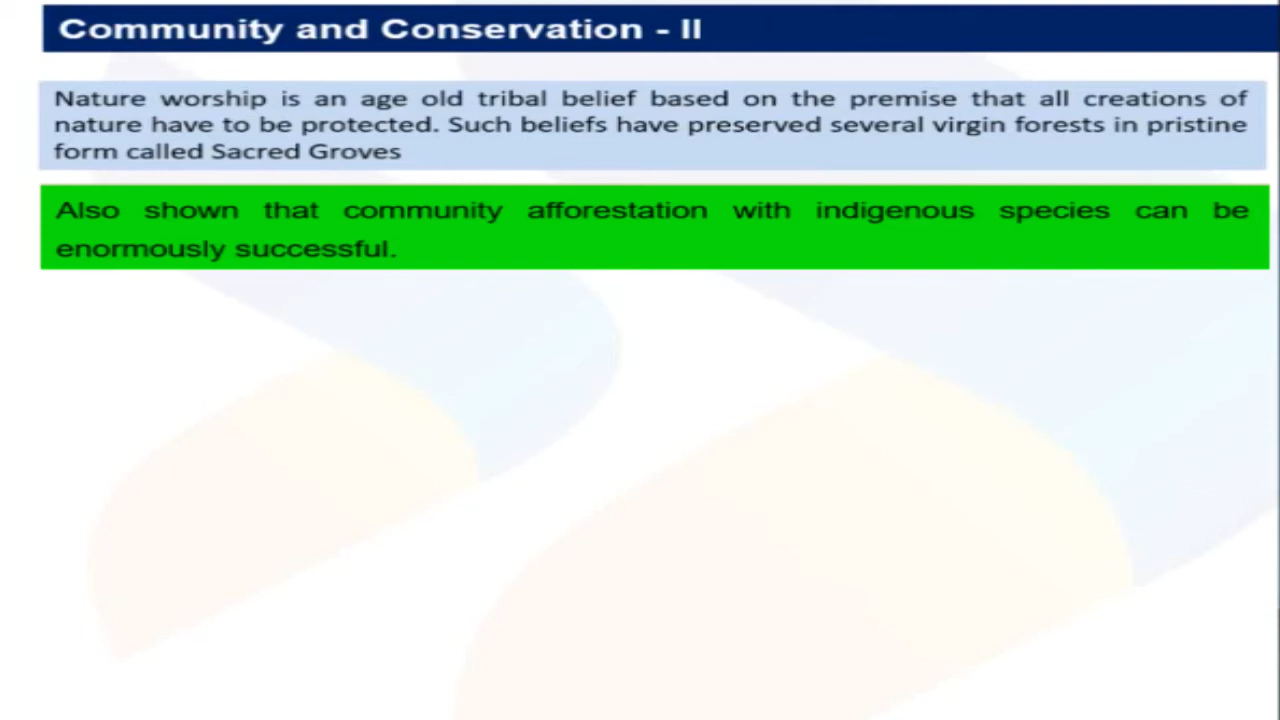 Community and Conservation - II
Nature worship is an age old tribal belief based on the premise that all creations of
nature have to be protected. Such beliefs have preserved several virgin forests in pristine
form called Sacred Groves
Also shown that community afforestation with indigenous species can be
enormously successful.